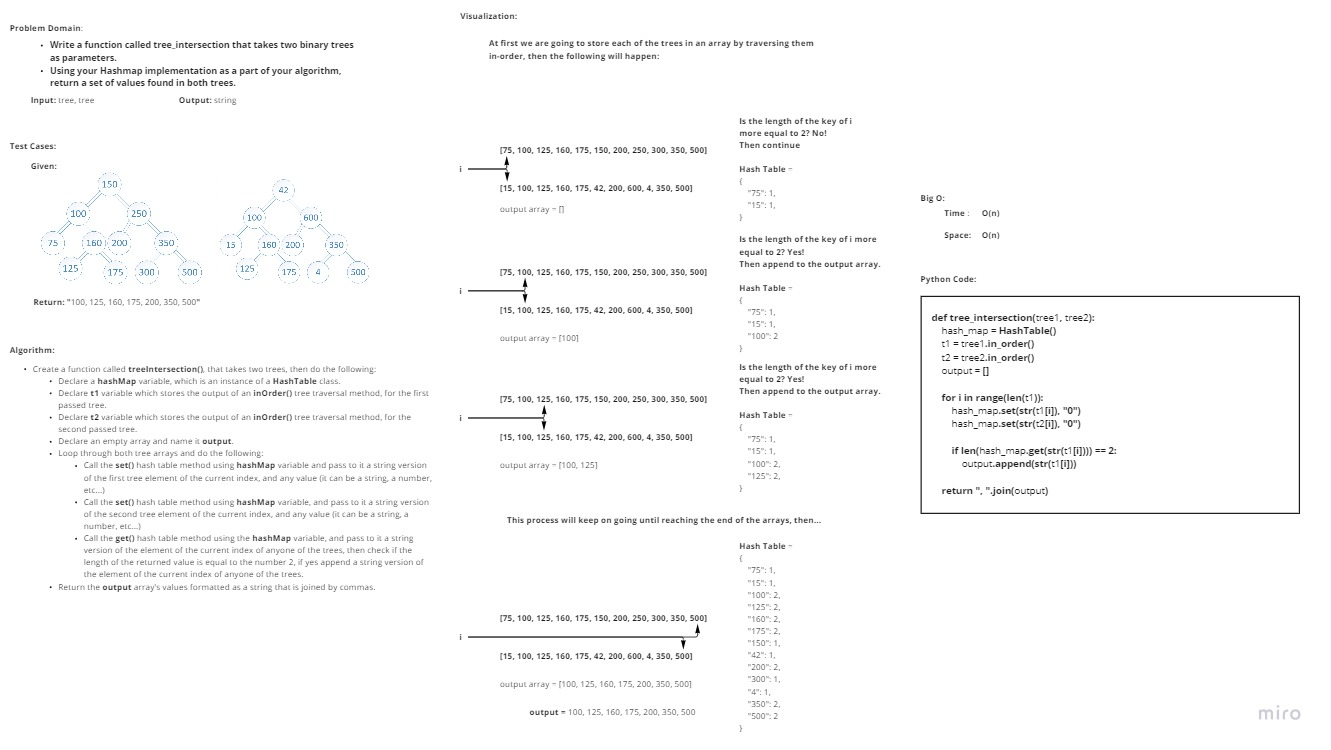 Problem Domain:
• Write a function called tree_intersection that takes two binary trees
as parameters.
• Using your Hashmap implementation as a part of your algorithm,
return a set of values found in both trees.
Input: tree, tree
Output: string
Test Cases:
Given:
150
100 250
75 160 200 350
125 175 300 500
42
100 600
15 160 200 350
125 175 4 500
Return: "100, 125, 160, 175, 200, 350, 500"
Algorithm:
• Create a function called treeIntersection(), that takes two trees, then do the following:
• Declare a hashMap variable, which is an instance of a HashTable class.
• Declare t1 variable which stores the output of an inOrder() tree traversal method, for the first
passed tree.
• Declare t2 variable which stores the output of an inOrder() tree traversal method, for the
second passed tree.
• Declare an empty array and name it output.
• Loop through both tree arrays and do the following:
• Call the set() hash table method using hashMap variable and pass to it a string version
of the first tree element of the current index, and any value (it can be a string, a number,
etc...)
• Call the set() hash table method using hashMap variable, and pass to it a string version
of the second tree element of the current index, and any value (it can be a string, a
number, etc...)
• Call the get() hash table method using the hashMap variable, and pass to it a string
version of the element of the current index of anyone of the trees, then check if the
length of the returned value is equal to the number 2, if yes append a string version of
the element of the current index of anyone of the trees.
• Return the output array's values formatted as a string that is joined by commas.
Visualization:
At first we are going to store each of the trees in an array by traversing them
in-order, then the following will happen:
[75, 100, 125, 160, 175, 150, 200, 250, 300, 350, 500]
i
[15, 100, 125, 160, 175, 42, 200, 600, 4, 350, 500]
output array = []
Is the length of the key of i
more equal to 2? No!
Then continue
Hash Table =
{
"75": 1,
"15": 1,
}
[75, 100, 125, 160, 175, 150, 200, 250, 300, 350, 500]
i
[15, 100, 125, 160, 175, 42, 200, 600, 4, 350, 500]
output array = [100]
Is the length of the key of i more
equal to 2? Yes!
Then append to the output array.
Hash Table =
{
"75": 1,
"15": 1,
"100": 2
}
[75, 100, 125, 160, 175, 150, 200, 250, 300, 350, 500]
i
[15, 100, 125, 160, 175, 42, 200, 600, 4, 350, 500]
output array = [100, 125]
Is the length of the key of i more
equal to 2? Yes!
Then append to the output array.
Hash Table =
{
"75": 1,
"15": 1,
"100": 2,
"125": 2,
}
This process will keep on going until reaching the end of the arrays, then...
[75, 100, 125, 160, 175, 150, 200, 250, 300, 350, 500]
i
[15, 100, 125, 160, 175, 42, 200, 600, 4, 350, 500]
output array = [100, 125, 160, 175, 200, 350, 500]
output = 100, 125, 160, 175, 200, 350, 500
Hash Table =
{
"75": 1,
"15": 1,
"100": 2,
"125": 2,
"160": 2,
"175": 2,
"150": 1,
"42": 1,
"200": 2,
"300": 1,
"4": 1,
"350": 2,
"500": 2
}
Big O:
Time : O(n)
Space: O(n)
Python Code:
def tree_intersection(tree1, tree2):
hash_map = HashTable()
t1 = tree1.in_order()
t2 = tree2.in_order()
output = []
for i in range(len(t1)):
hash_map.set(str(t1[i]), "0")
hash_map.set(str(t2[i]), "0")
if len(hash_map.get(str(t1[i]))) == 2:
output.append(str(t1[i]))
return ", ".join(output)
miro